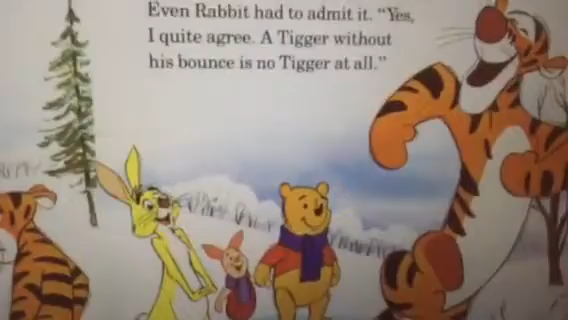 Even Rabbit had to admit it. “Yes,
I quite agree. A Tigger without
his bounce is no Tigger at all.”